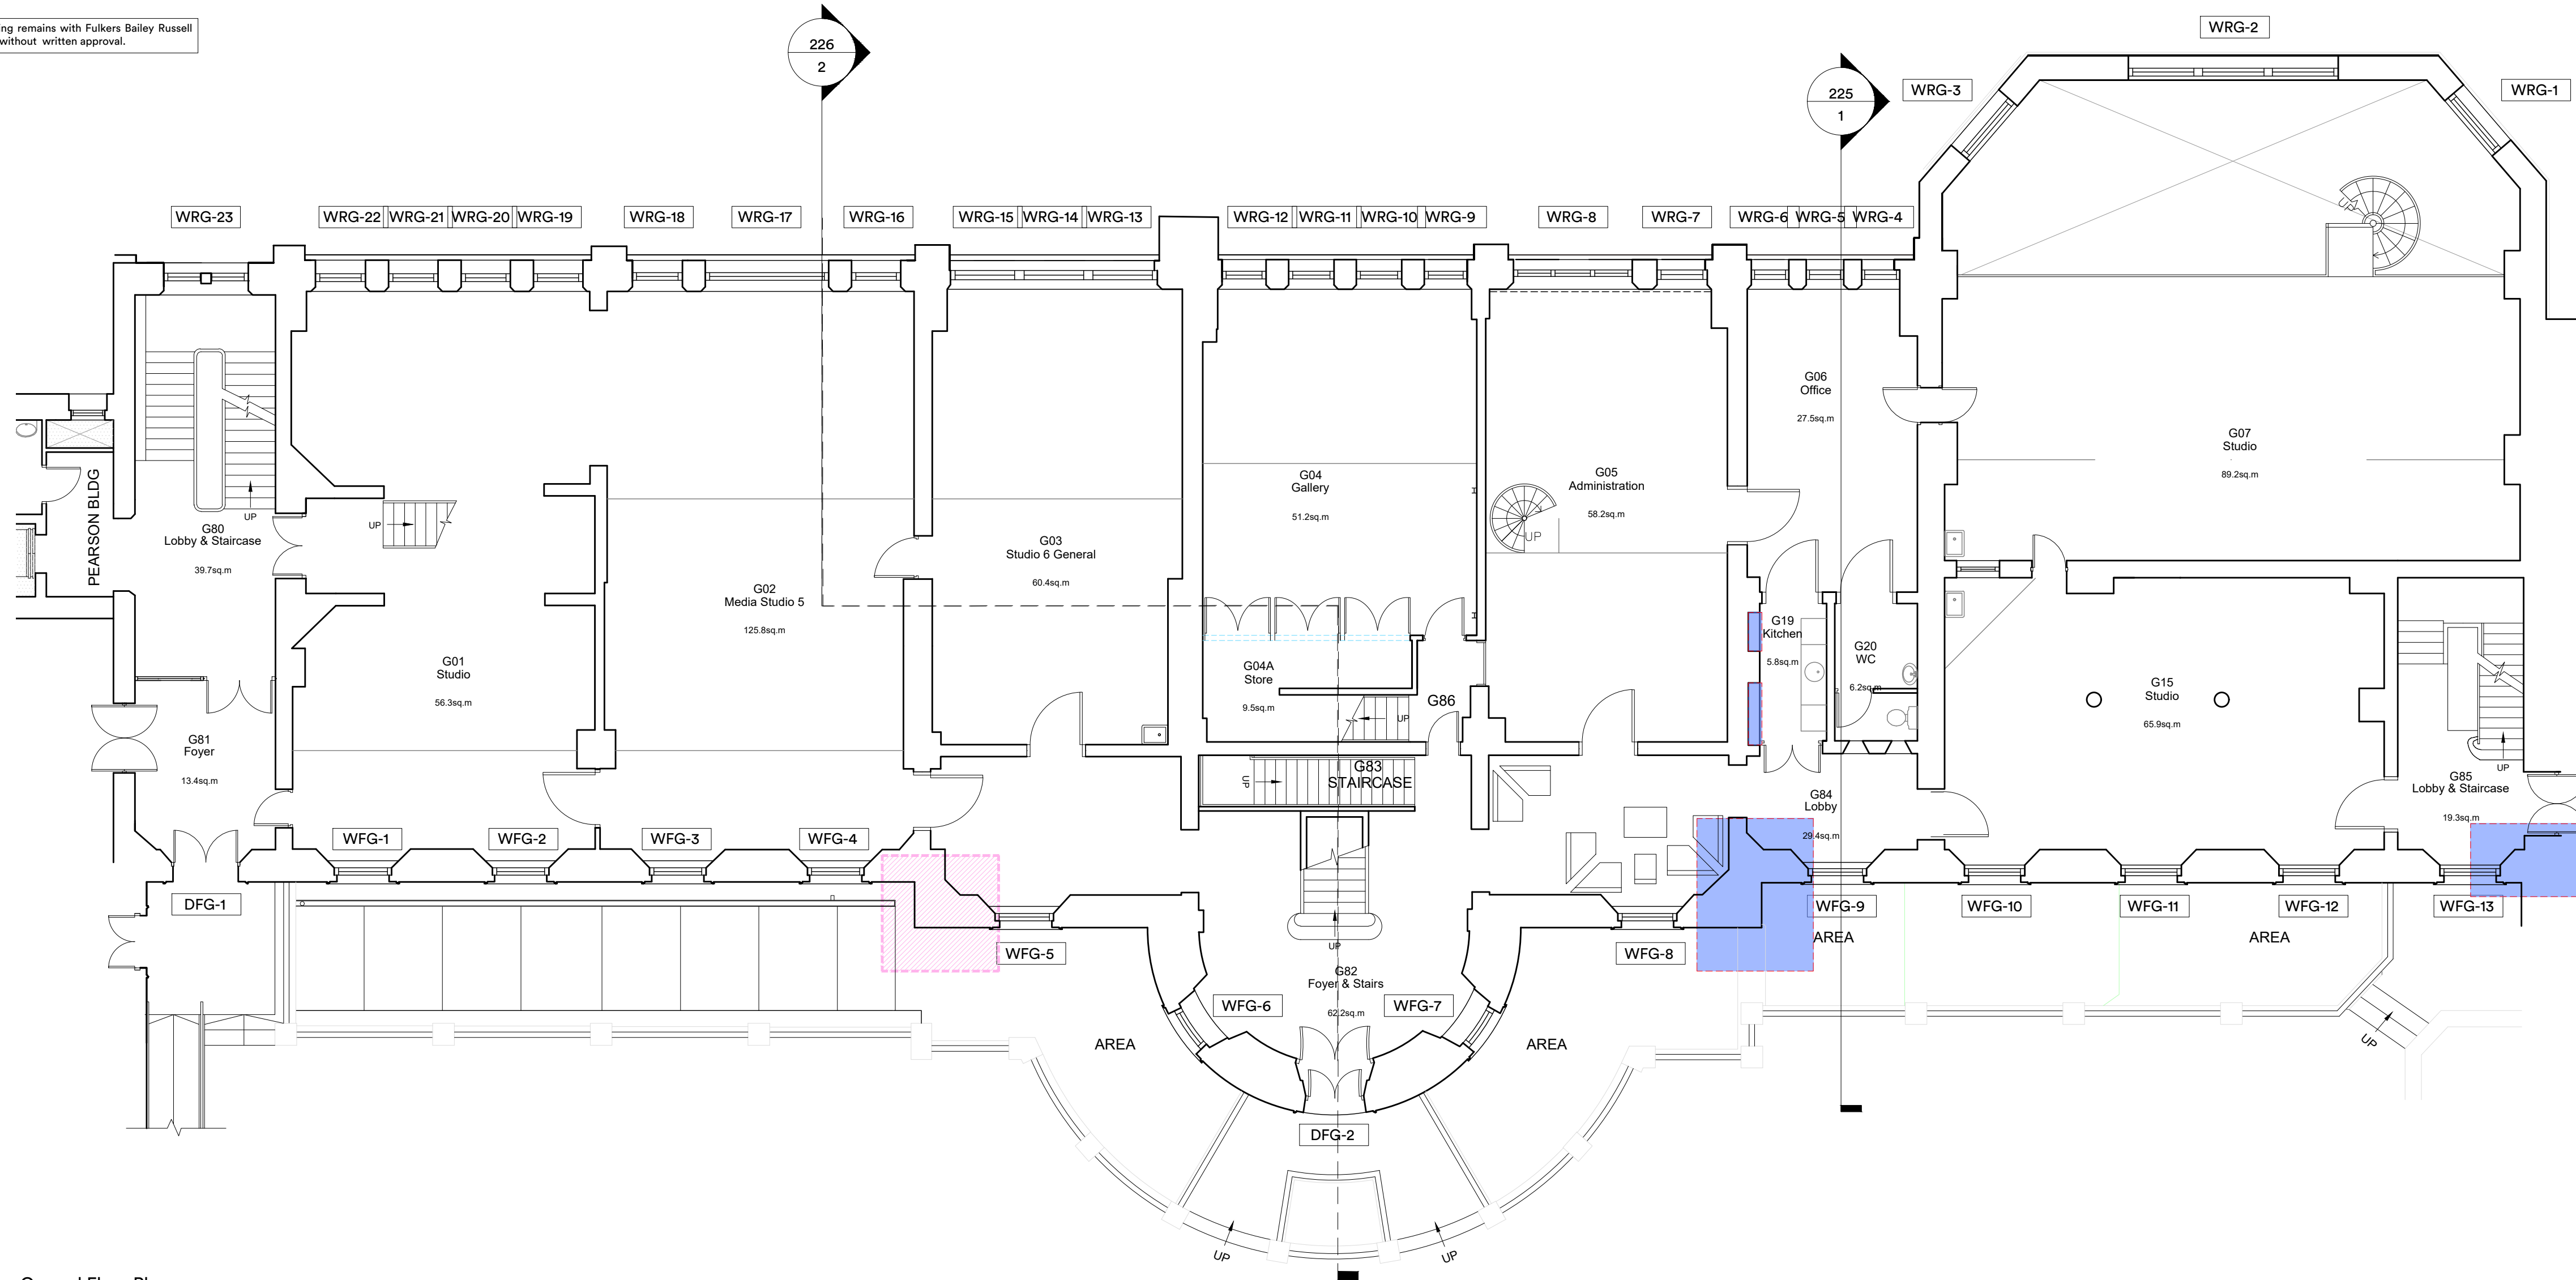 ing remains with Fulkers Bailey Russell
without written approval.
226
2
225
1
WRG-2
WRG-3
WRG-1
WRG-23
WRG-22
WRG-21
WRG-20
WRG-19
WRG-18
WRG-17
WRG-16
WRG-15
WRG-14
WRG-13
WRG-12
WRG-11
WRG-10
WRG-9
WRG-8
WRG-7
WRG-6
WRG-5
WRG-4
UP
PEARSON BLDG
G80
Lobby & Staircase
39.7sq.m
UP
UP
G01
Studio
56.3sq.m
G02
Media Studio 5
125.8sq.m
G03
Studio 6 General
60.4sq.m
G04
Gallery
51.2sq.m
G04A
Store
9.5sq.m
UP
G86
G05
Administration
58.2sq.m
UP
G06
Office
27.5sq.m
G07
Studio
89.2sq.m
G19
Kitchen
5.8sq.m
G20
WC
6.2sq.m
G15
Studio
65.9sq.m
G81
Foyer
13.4sq.m
UP
G83
STAIRCASE
G84
Lobby
29.4sq.m
UP
G85
Lobby & Staircase
19.3sq.m
WFG-1
WFG-2
WFG-3
WFG-4
DFG-1
WFG-5
WFG-8
WFG-9
WFG-10
WFG-11
WFG-12
WFG-13
AREA
AREA
UP
G82
Foyer & Stairs
62.2sq.m
WFG-6
WFG-7
AREA
AREA
UP
DFG-2
UP
UP